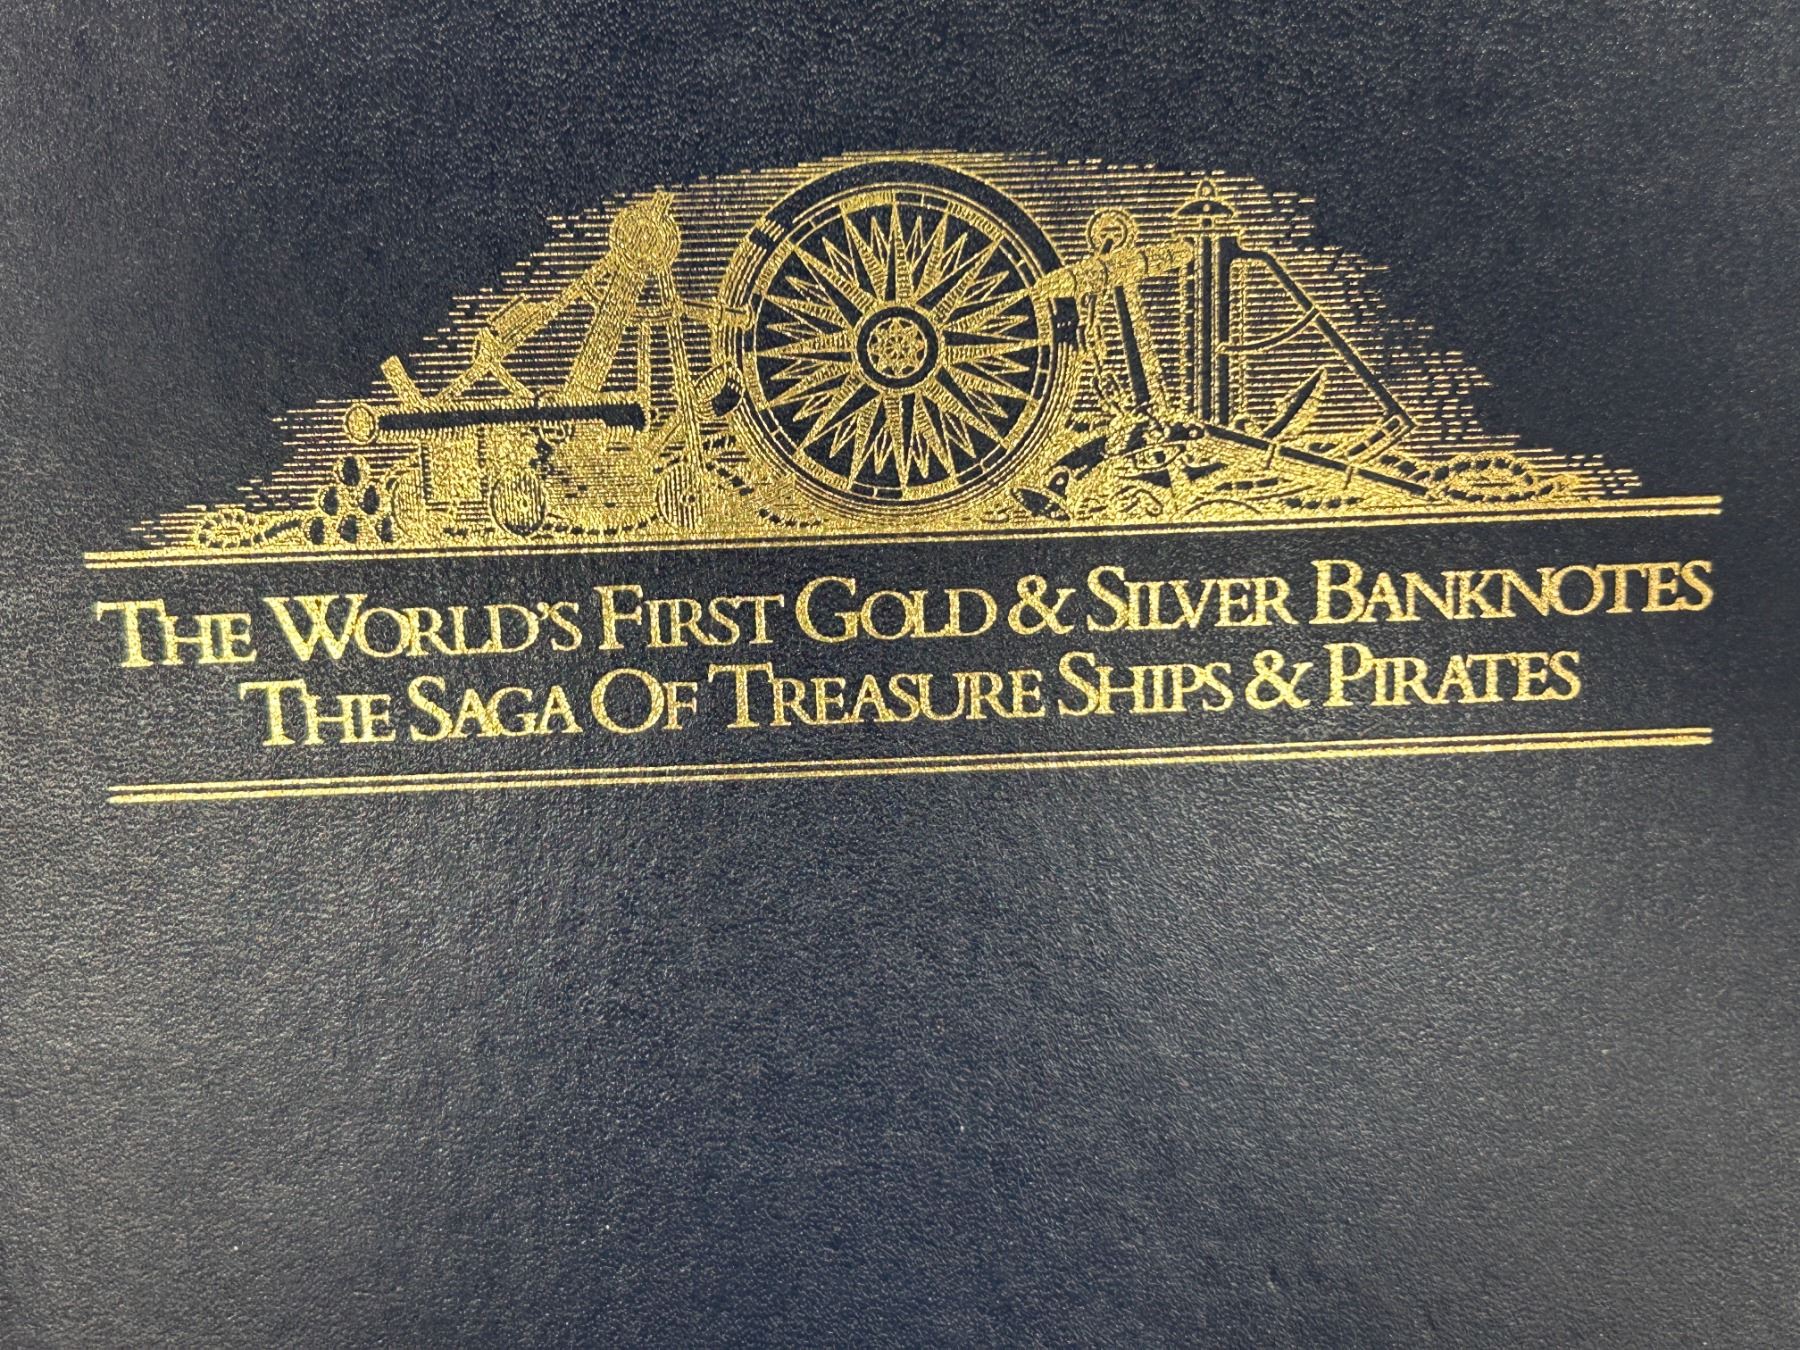 THE WORLD'S FIRST GOLD & SILVER BANKNOTES
THE SAGA OF TREASURE SHIPS & PIRATES